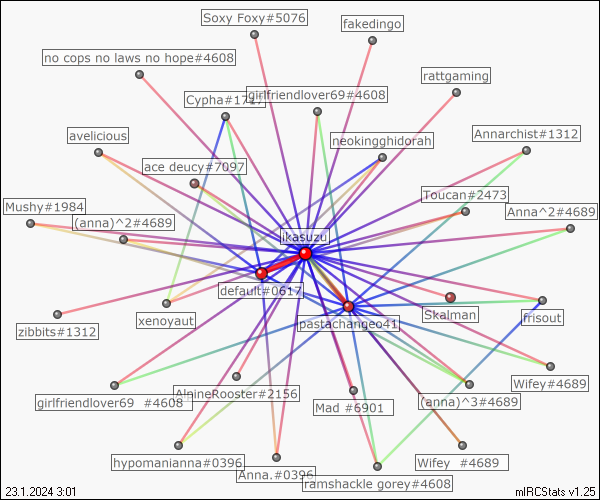 Soxy Foxy#5076
fakedingo
no cops no laws no hope#4608
rattgaming
girlfriendlover69#4608
Cypha#1717
avelicious
neokingghidorah
Annarchist#1312
ace deucy#7097
Toucan#2473
Mushy#1984
Anna^2#4689
(anna)^2#4689
ikasuzu
default#0617
xenoyaut
pastachangeo41
Skalman
frisout
zibbits#1312
AlpineRooster#2156
Wifey#4689
girlfriendlover69 #4608
Mad #6901
(anna)^3#4689
hypomanianna#0396
Anna.#0396
Wifey #4689
ramshackle gorey#4608
23.1.2024 3:01
mIRCStats v1.25